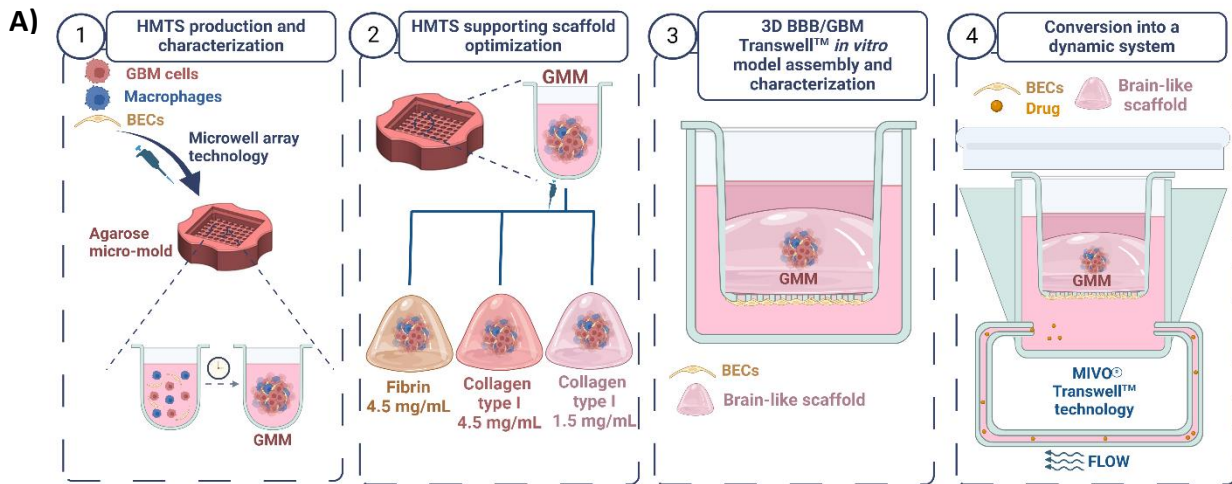 A)
1
HMTS production and
characterization
GBM cells
Macrophages
BECs
Microwell array
technology
Agarose
micro-mold
GMM
2
HMTS supporting scaffold
optimization
GMM
Fibrin
4.5 mg/mL
Collagen
type I
4.5 mg/mL
Collagen
type I
1.5 mg/mL
3
3D BBB/GBM
Transwell™ in vitro
model assembly and
characterization
GMM
BECs
Brain-like scaffold
4
Conversion into a
dynamic system
BECs
Drug
Brain-like
scaffold
GMM
MIVO®
Transwell™
technology
FLOW